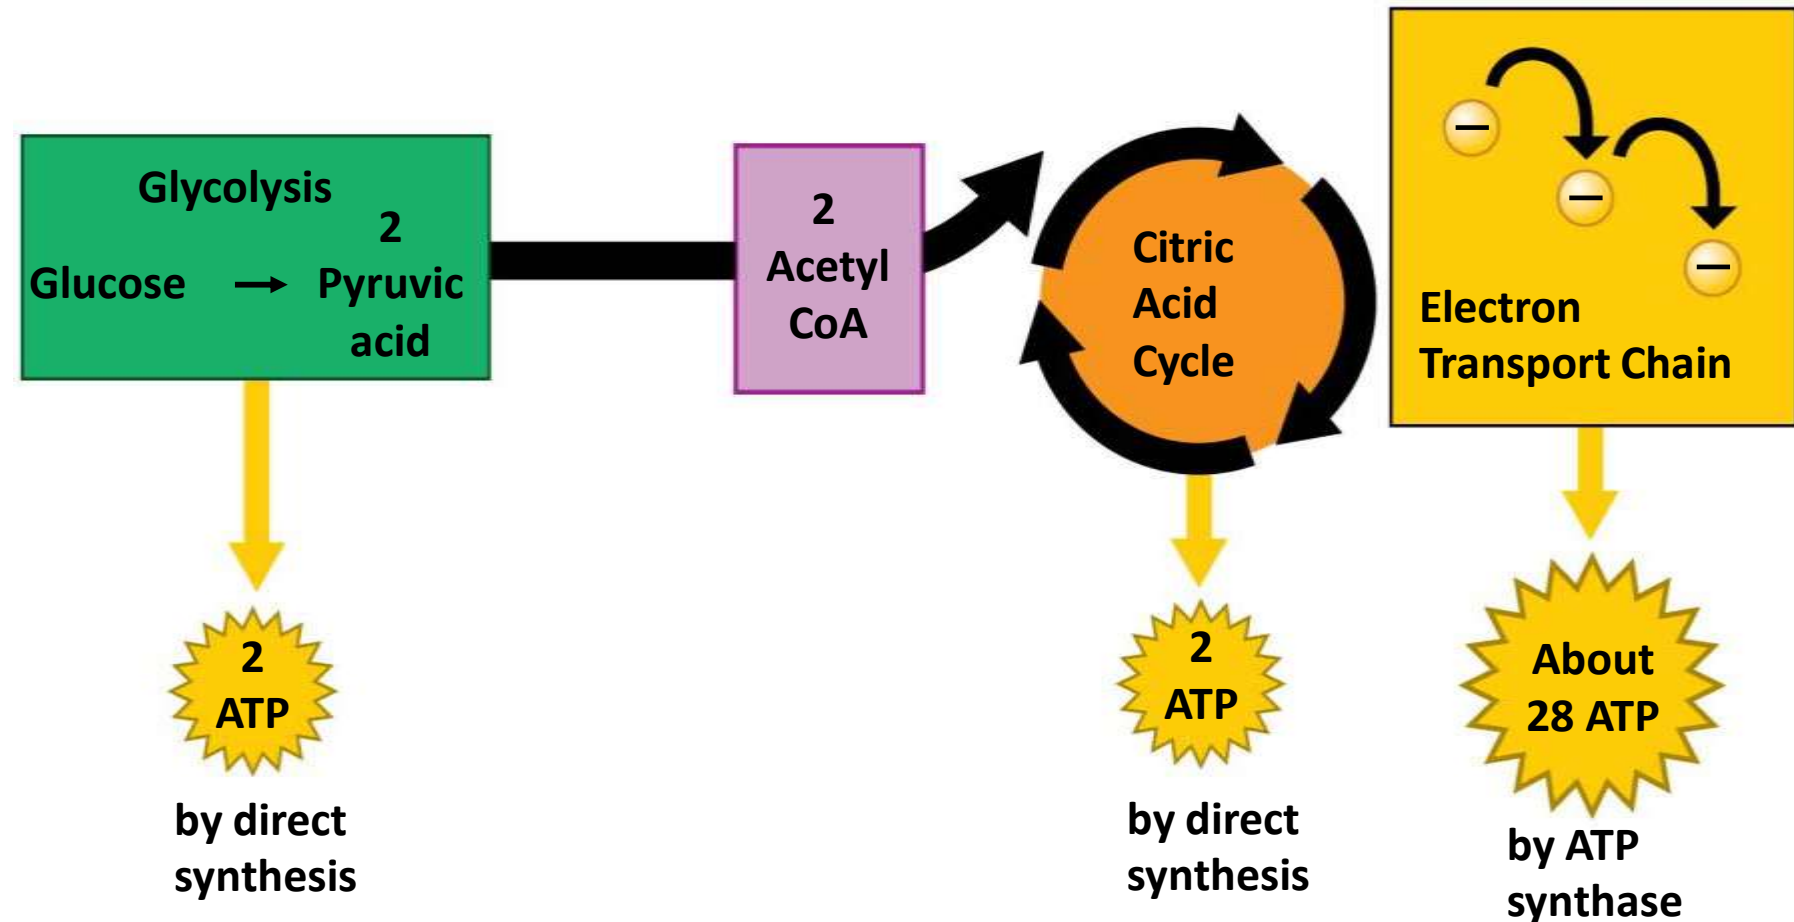 Glycolysis
Glucose → 2
Pyruvic
acid
2
Acetyl
CoA
Citric
Acid
Cycle
Electron
Transport Chain
2
ATP
by direct
synthesis
2
ATP
by direct
synthesis
About
28 ATP
by ATP
synthase